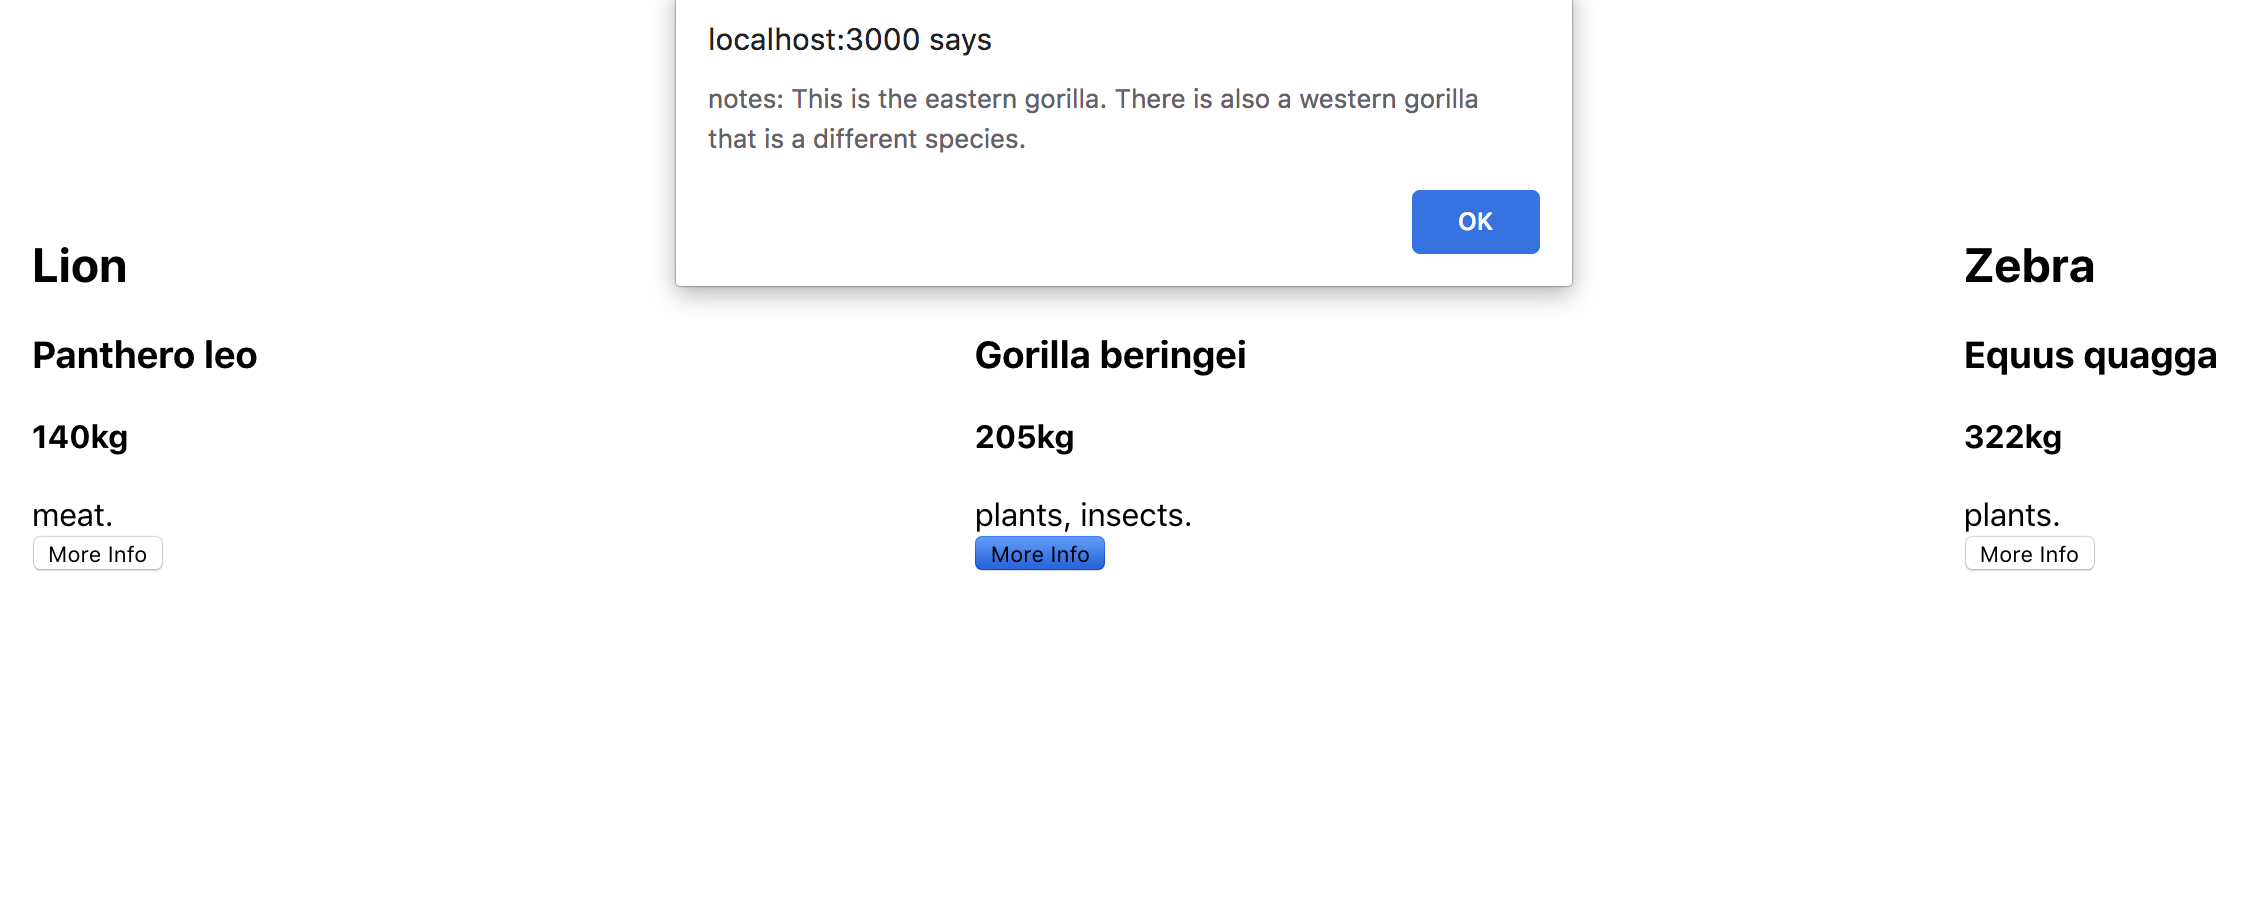 localhost:3000 says
notes: This is the eastern gorilla. There is also a western gorilla
that is a different species.
OK
Lion
Panthero leo
140kg
meat.
More Info
Gorilla beringei
205kg
plants, insects.
More Info
Zebra
Equus quagga
322kg
plants.
More Info